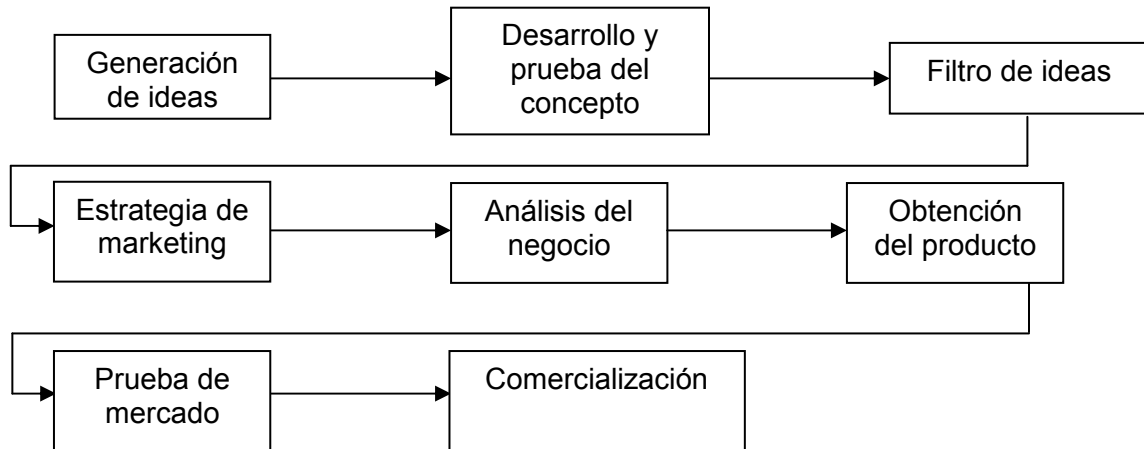 Generación
de ideas
Desarrollo y
prueba del
concepto
Filtro de ideas
Estrategia de
marketing
Análisis del
negocio
Obtención
del producto
Prueba de
mercado
Comercialización